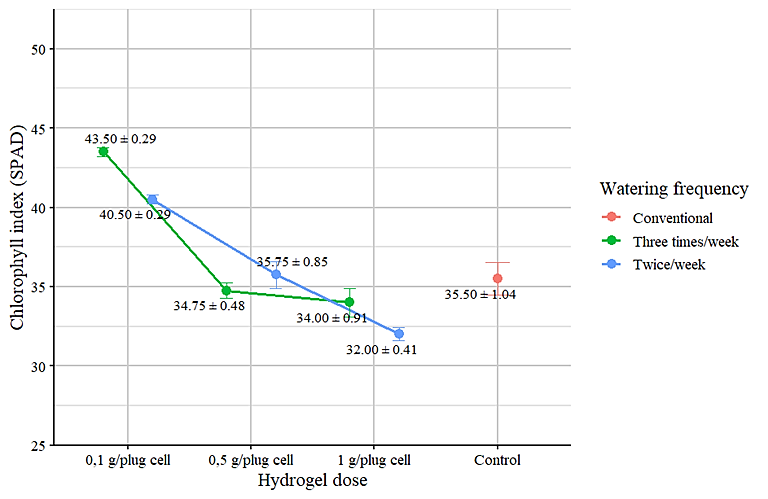 Chlorophyll index (SPAD)
50
45
40
35
30
25
43.50 ± 0.29
40.50 ± 0.29
35.75 ± 0.85
34.75 ± 0.48
34.00 ± 0.91
32.00 ± 0.41
35.50 ± 1.04
0,1 g/plug cell
0,5 g/plug cell
1 g/plug cell
Control
Hydrogel dose
Watering frequency
Conventional
Three times/week
Twice/week